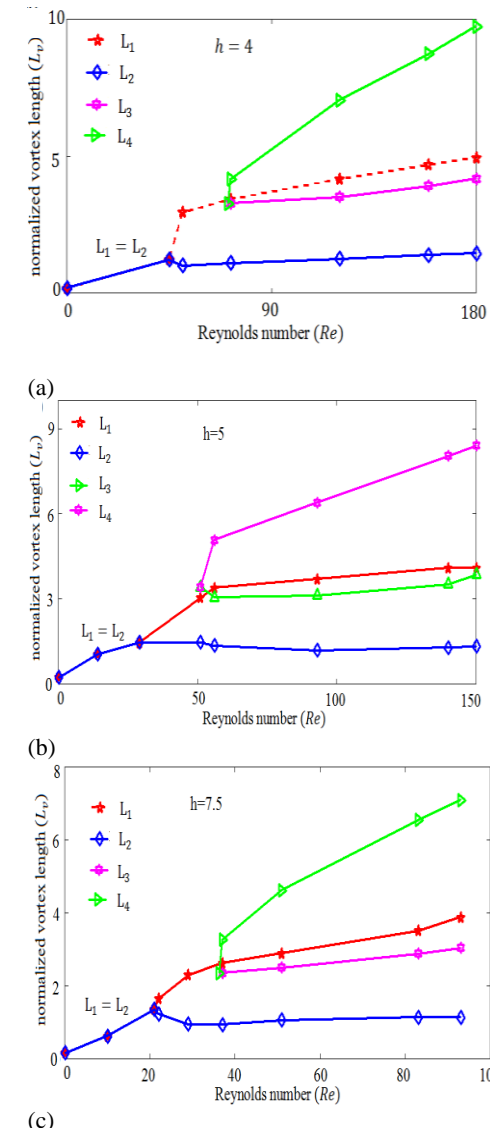 10
h = 4
L₁
L₂
L₃
L₄
5
L₁ = L₂
0
0
90
180
normalized vortex length (Lᵥ)
Reynolds number (Re)
(a)
9
h=5
L₁
L₂
L₃
L₄
6
3
L₁ = L₂
0
0
50
100
150
normalized vortex length (Lᵥ)
Reynolds number (Re)
(b)
8
h=7.5
L₁
L₂
L₃
L₄
6
4
2
L₁ = L₂
0
0
20
40
60
80
10
normalized vortex length (Lᵥ)
Reynolds number (Re)
(c)